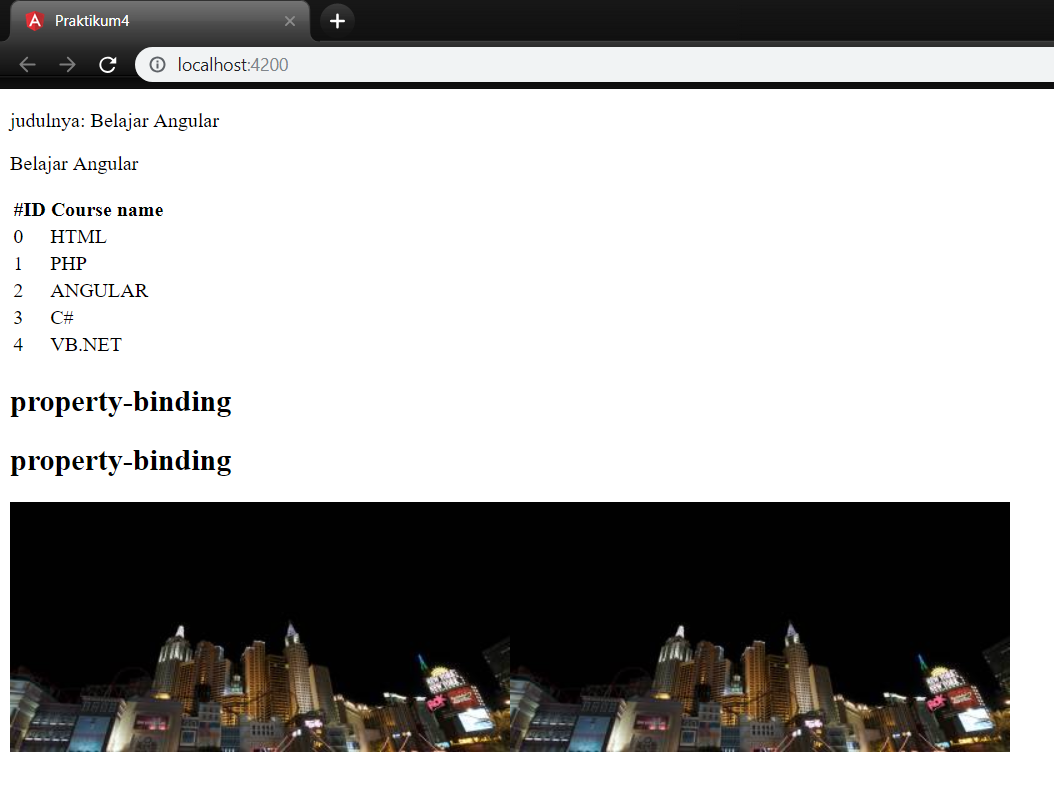 Praktikum4
localhost:4200
judulnya: Belajar Angular
Belajar Angular
#ID Course name
0 HTML
1 PHP
2 ANGULAR
3 C#
4 VB.NET
property-binding
property-binding